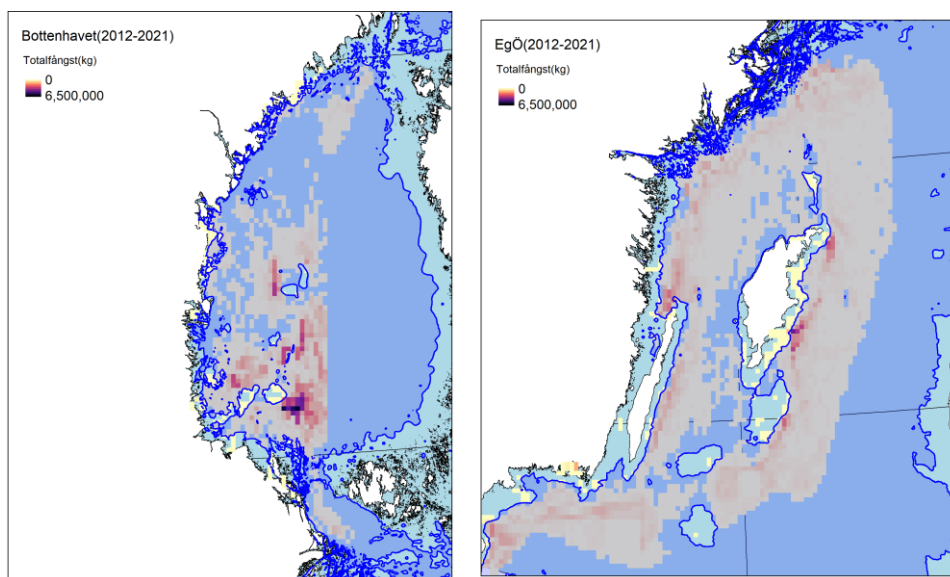 Bottenhavet(2012-2021)
Totalfångst(kg)
0
6,500,000
EgÖ(2012-2021)
Totalfångst(kg)
0
6,500,000